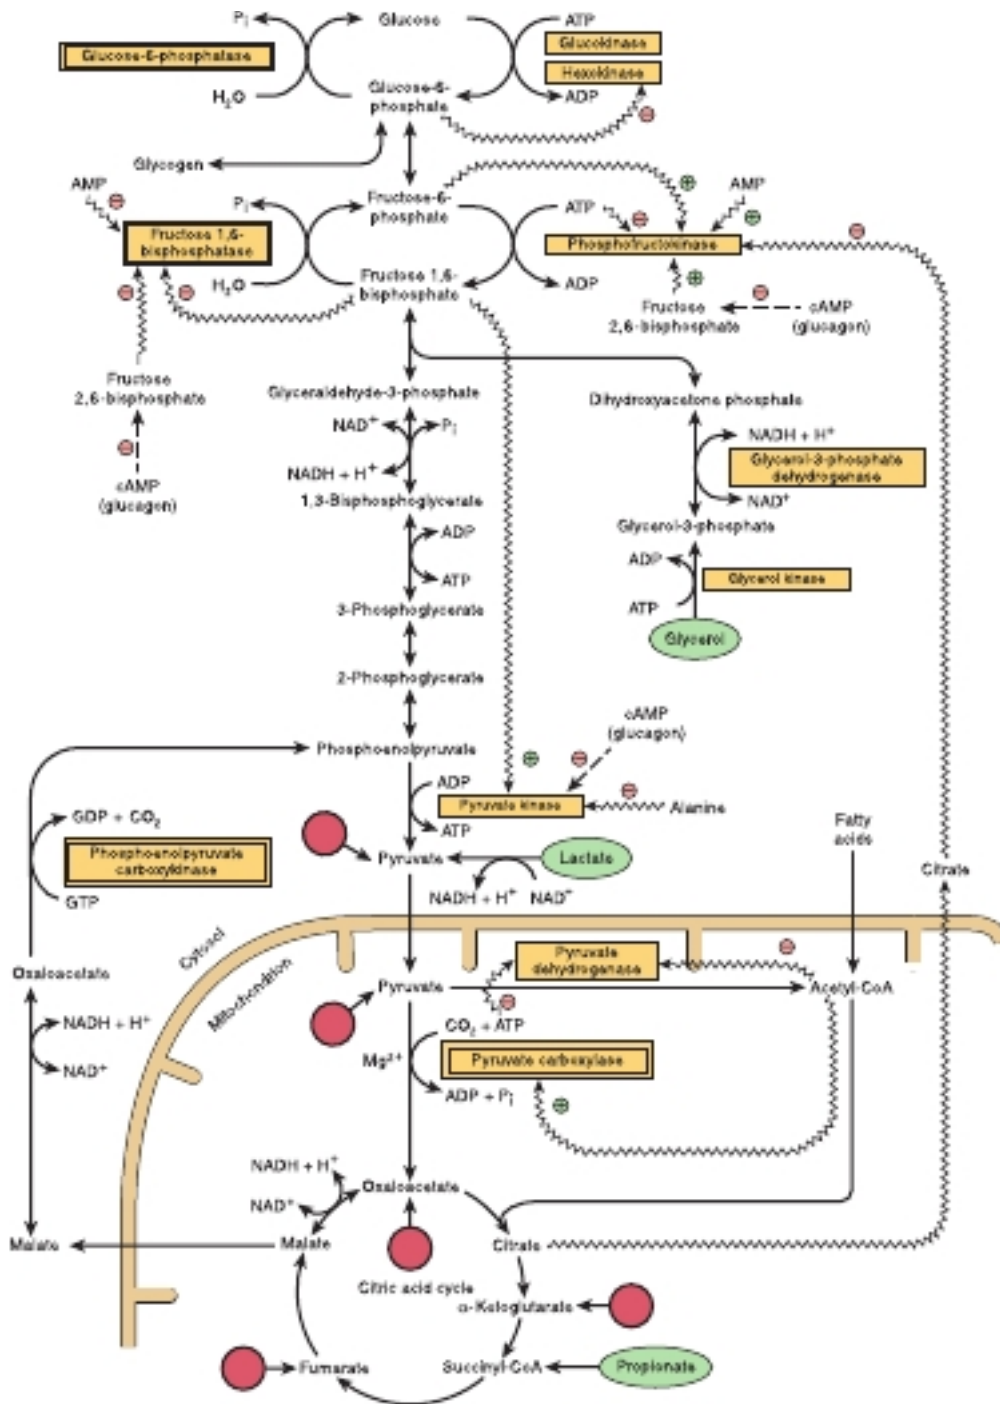 Pi
Glucose
ATP
Glucose-6-phosphatase
Glucokinase
Hexokinase
H2O
Glucose-6-
phosphate
ADP
Glycogen
AMP
Pi
Fructose-6-
phosphate
ATP
AMP
Fructose 1,6-
bisphosphatase
Phosphofructokinase
H2O
Fructose 1,6-
bisphosphate
ADP
Fructose
2,6-bisphosphate
cAMP
(glucagon)
Fructose
2,6-bisphosphate
Glyceraldehyde-3-phosphate
Dihydroxyacetone phosphate
NAD+
Pi
NADH + H+
NADH + H+
Glycerol-3-phosphate
dehydrogenase
cAMP
(glucagon)
1,3-Bisphosphoglycerate
NAD+
Glycerol-3-phosphate
ADP
ATP
ADP
Glycerol kinase
ATP
3-Phosphoglycerate
Glycerol
2-Phosphoglycerate
cAMP
(glucagon)
Phosphoenolpyruvate
ADP
Pyruvate kinase
Alanine
ATP
GDP + CO2
Phosphoenolpyruvate
carboxykinase
GTP
Fatty
acids
Pyruvate
Lactate
Citrate
NADH + H+
NAD+
Cytosol
Mitochondrion
Oxaloacetate
Pyruvate
dehydrogenase
Pyruvate
Acetyl-CoA
NADH + H+
NAD+
CO2 + ATP
Mg2+
Pyruvate carboxylase
ADP + Pi
NADH + H+
NAD+
Oxaloacetate
Malate
Malate
Citrate
Citric acid cycle
α-Ketoglutarate
Fumarate
Succinyl-CoA
Propionate